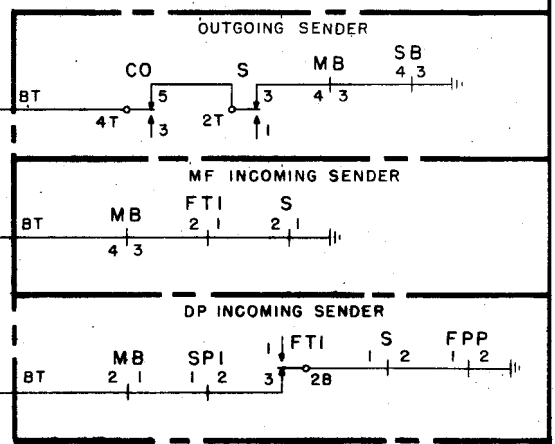 OUTGOING SENDER
CO S MB SB
BT 4T 5 3 2T 3 1 4 3 4 3
MF INCOMING SENDER
BT MB FTI S
4 3 2 1 2 1
DP INCOMING SENDER
BT MB SPI FTI S FPP
2 1 1 2 1 3 2B 1 2 1 2